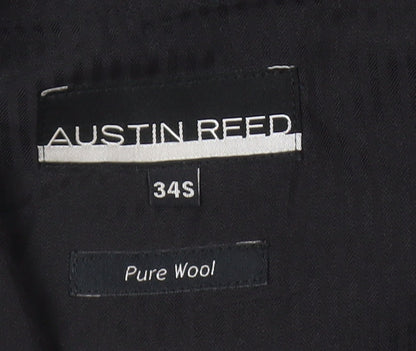 AUSTIN REED
34S
Pure Wool